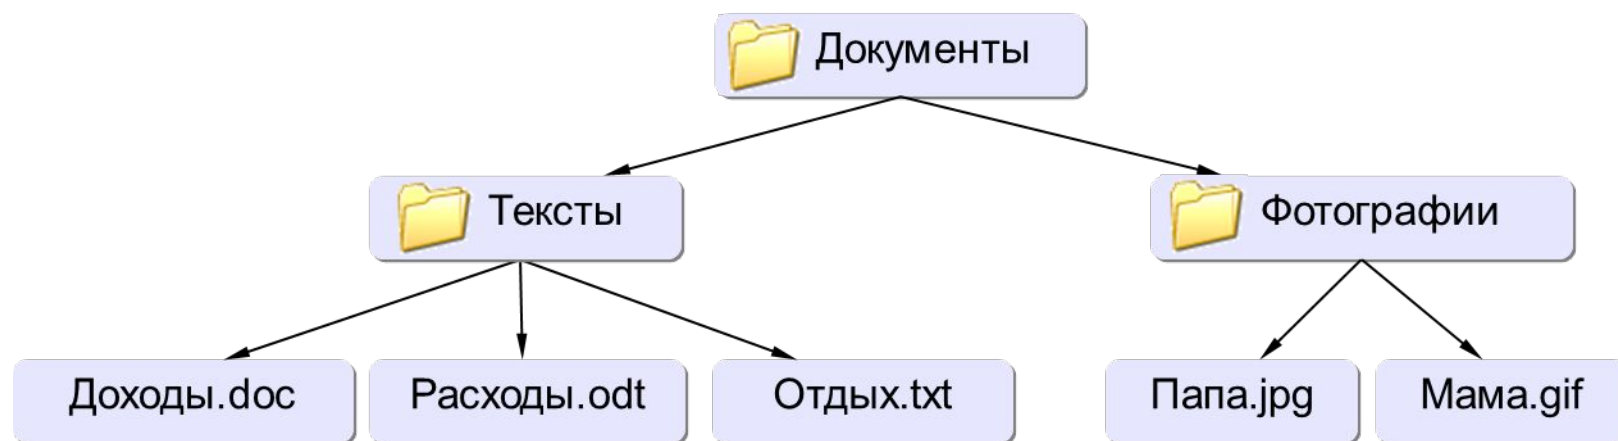 Документы
Тексты
Фотографии
Доходы.doc
Расходы.odt
Отдых.txt
Папа.jpg
Мама.gif